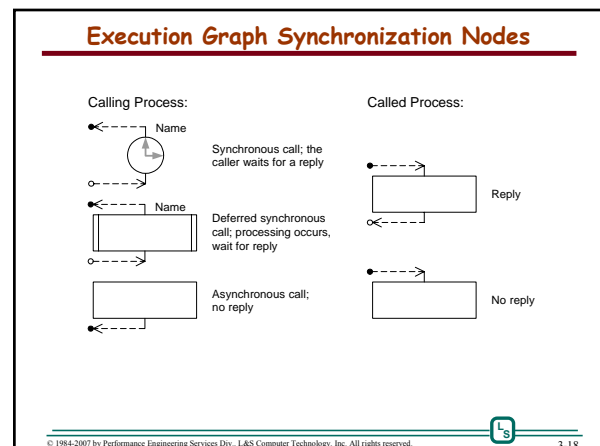 Execution Graph Synchronization Nodes
Calling Process:
Called Process:
Name
Synchronous call; the
caller waits for a reply
Reply
Name
Deferred synchronous
call; processing occurs,
wait for reply
Asynchronous call;
no reply
No reply
L
S
© 1984-2007 by Performance Engineering Services Div., L&S Computer Technology, Inc. All rights reserved.
3.18